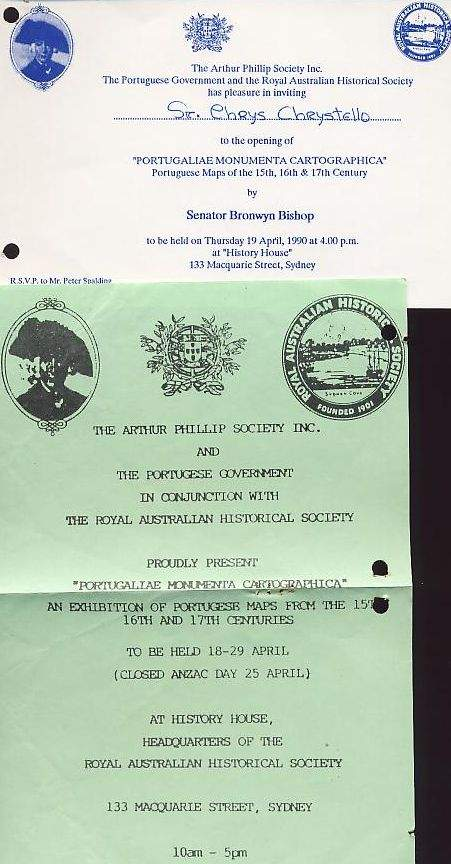 The Arthur Phillip Society Inc.
The Portuguese Government and the Royal Australian Historical Society
has pleasure in inviting
Sr. Chrys Chrystello
to the opening of
"PORTUGALIAE MONUMENTA CARTOGRAPHICA"
Portuguese Maps of the 15th, 16th & 17th Century
by
Senator Bronwyn Bishop
to be held on Thursday 19 April, 1990 at 4.00 p.m.
at "History House"
133 Macquarie Street, Sydney
R.S.V.P. to Mr. Peter Spalding
ROYAL AUSTRALIAN HISTORIC SOCIETY
SYDNEY COVE
FOUNDED 1901
THE ARTHUR PHILLIP SOCIETY INC.
AND
THE PORTUGESE GOVERNMENT
IN CONJUNCTION WITH
THE ROYAL AUSTRALIAN HISTORICAL SOCIETY
PROUDLY PRESENT
"PORTUGALIAE MONUMENTA CARTOGRAPHICA"
AN EXHIBITION OF PORTUGESE MAPS FROM THE 15T
16TH AND 17TH CENTURIES
TO BE HELD 18-29 APRIL
(CLOSED ANZAC DAY 25 APRIL)
AT HISTORY HOUSE,
HEADQUARTERS OF THE
ROYAL AUSTRALIAN HISTORICAL SOCIETY
133 MACQUARIE STREET, SYDNEY
10am - 5pm